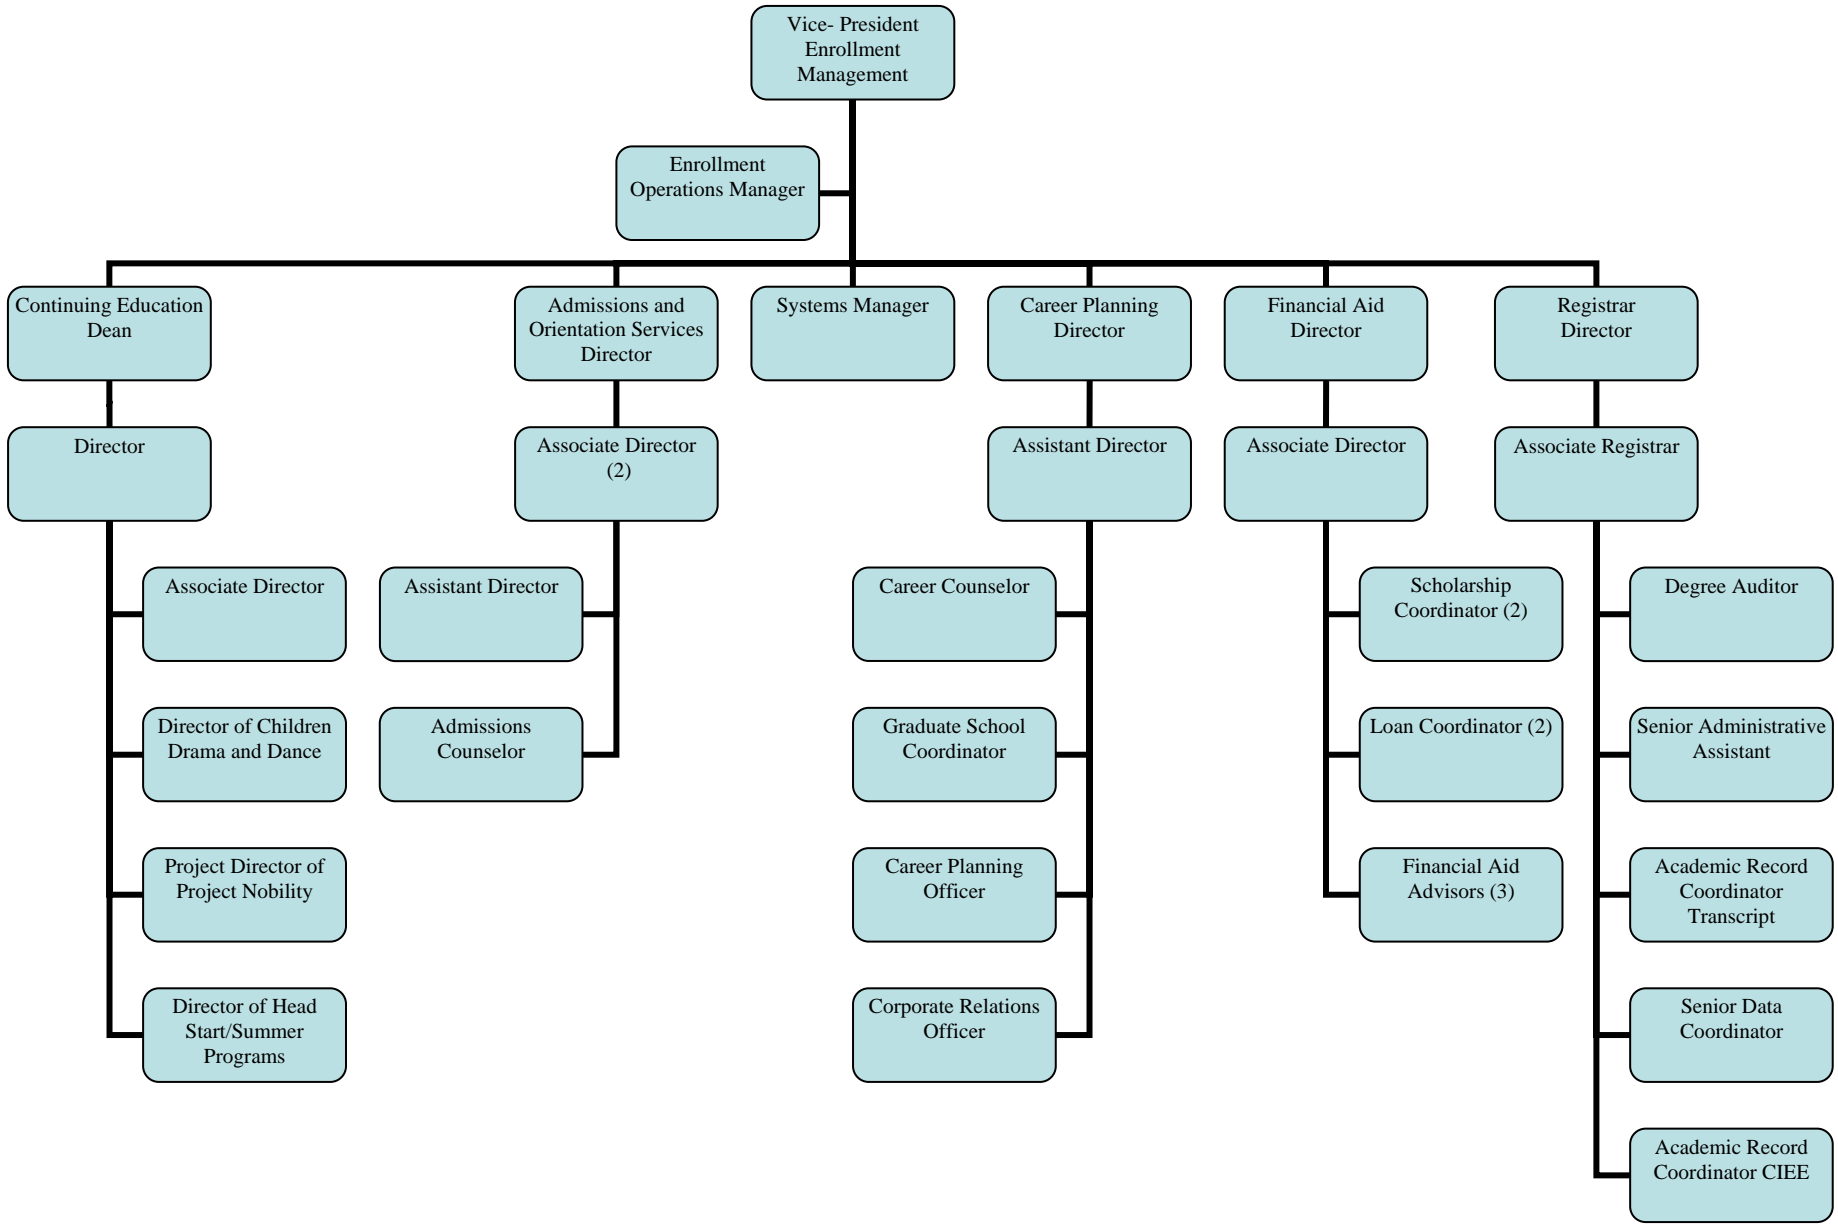 Vice- President
Enrollment
Management
Enrollment
Operations Manager
Continuing Education
Dean
Admissions and
Orientation Services
Director
Systems Manager
Career Planning
Director
Financial Aid
Director
Registrar
Director
Director
Associate Director
(2)
Assistant Director
Associate Director
Associate Registrar
Associate Director
Assistant Director
Career Counselor
Scholarship
Coordinator (2)
Degree Auditor
Director of Children
Drama and Dance
Admissions
Counselor
Graduate School
Coordinator
Loan Coordinator (2)
Senior Administrative
Assistant
Project Director of
Project Nobility
Career Planning
Officer
Financial Aid
Advisors (3)
Academic Record
Coordinator
Transcript
Director of Head
Start/Summer
Programs
Corporate Relations
Officer
Senior Data
Coordinator
Academic Record
Coordinator CIEE